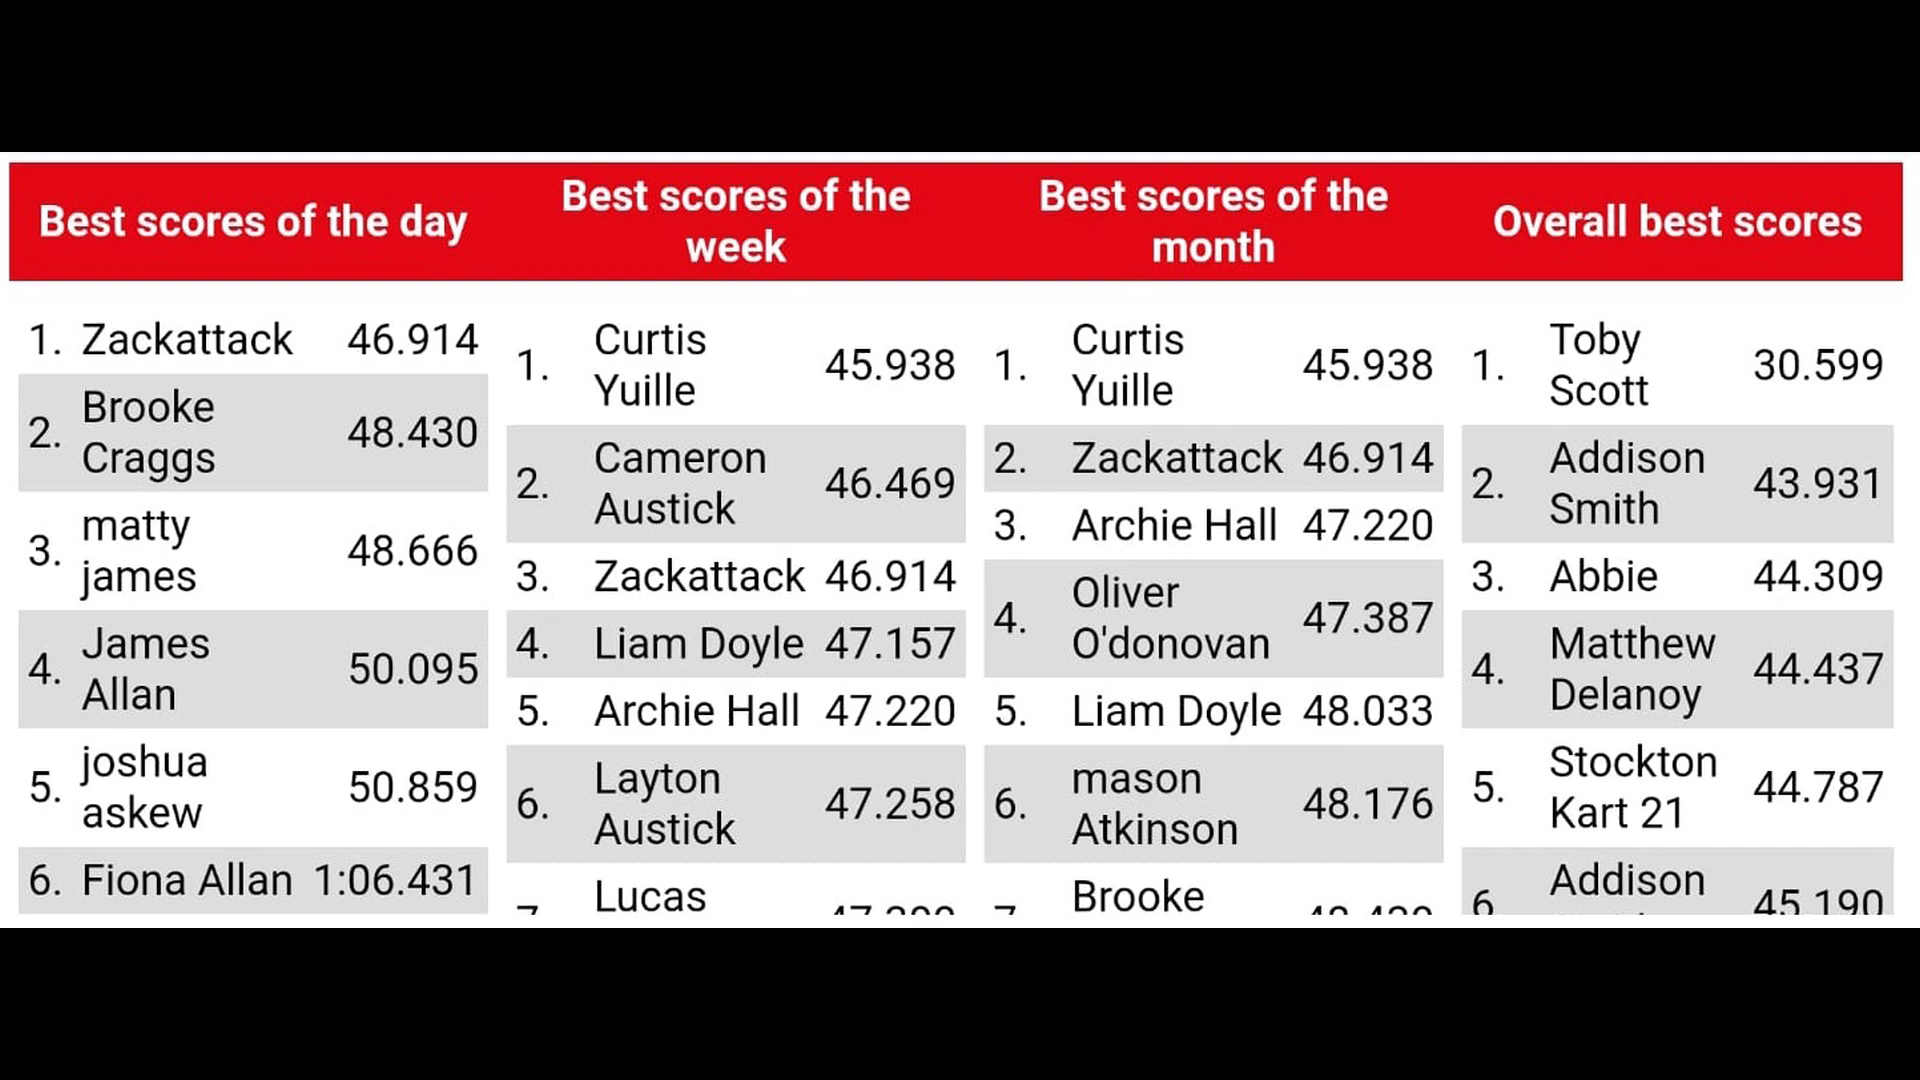 Best scores of the day
Best scores of the
week
Best scores of the
month
Overall best scores
1. Zackattack 46.914
2. Brooke
Craggs 48.430
3. matty
james 48.666
4. James
Allan 50.095
5. joshua
askew 50.859
6. Fiona Allan 1:06.431
1. Curtis
Yuille 45.938
2. Cameron
Austick 46.469
3. Zackattack 46.914
4. Liam Doyle 47.157
5. Archie Hall 47.220
6. Layton
Austick 47.258
Lucas
1. Curtis
Yuille 45.938
2. Zackattack 46.914
3. Archie Hall 47.220
4. Oliver
O'donovan 47.387
5. Liam Doyle 48.033
6. mason
Atkinson 48.176
Brooke
1. Toby
Scott 30.599
2. Addison
Smith 43.931
3. Abbie 44.309
4. Matthew
Delanoy 44.437
5. Stockton
Kart 21 44.787
6 Addison
45.190